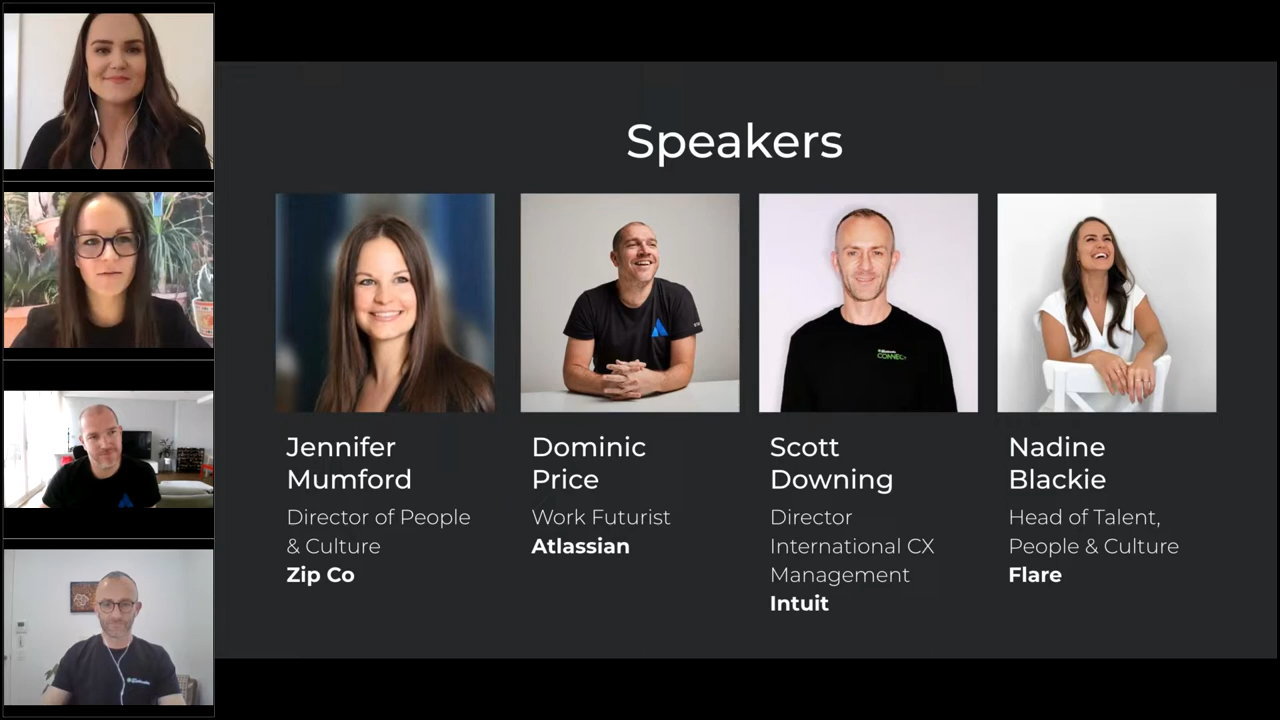 Speakers
Jennifer
Mumford
Director of People
& Culture
Zip Co
Dominic
Price
Work Futurist
Atlassian
Scott
Downing
Director
International CX
Management
Intuit
Nadine
Blackie
Head of Talent,
People & Culture
Flare